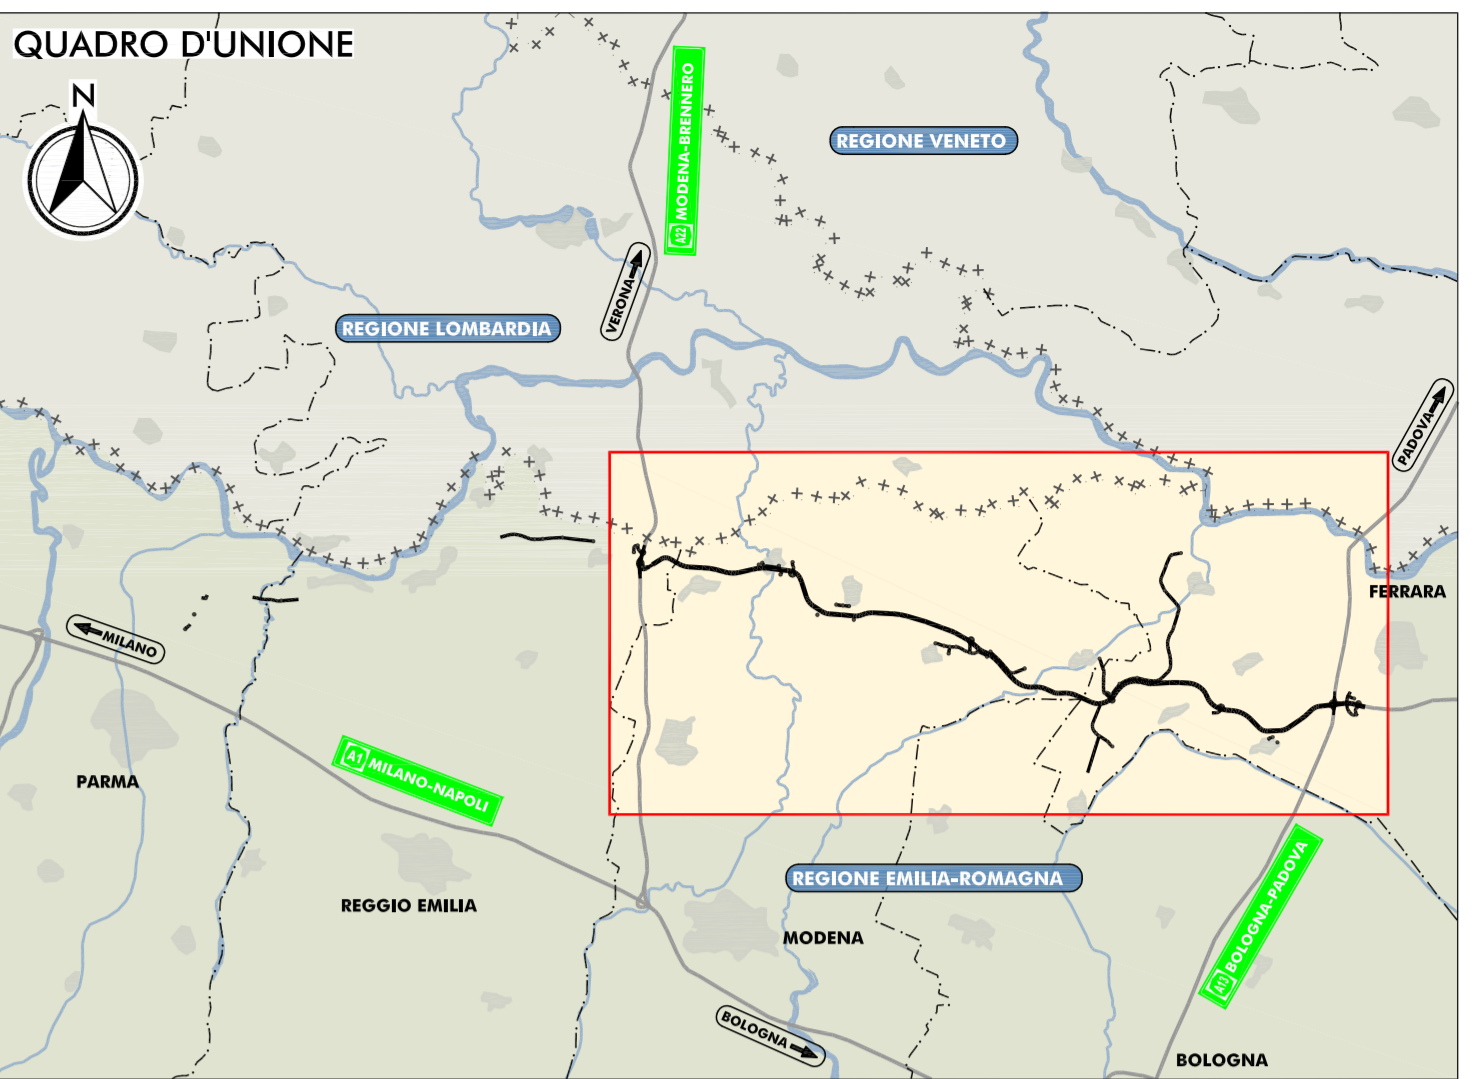 QUADRO D'UNIONE
N
A22 MODENA-BRENNERO
REGIONE VENETO
VERONA
REGIONE LOMBARDIA
PADOVA
FERRARA
MILANO
PARMA
A1 MILANO-NAPOLI
REGIONE EMILIA-ROMAGNA
A13 BOLOGNA-PADOVA
REGGIO EMILIA
MODENA
BOLOGNA
BOLOGNA